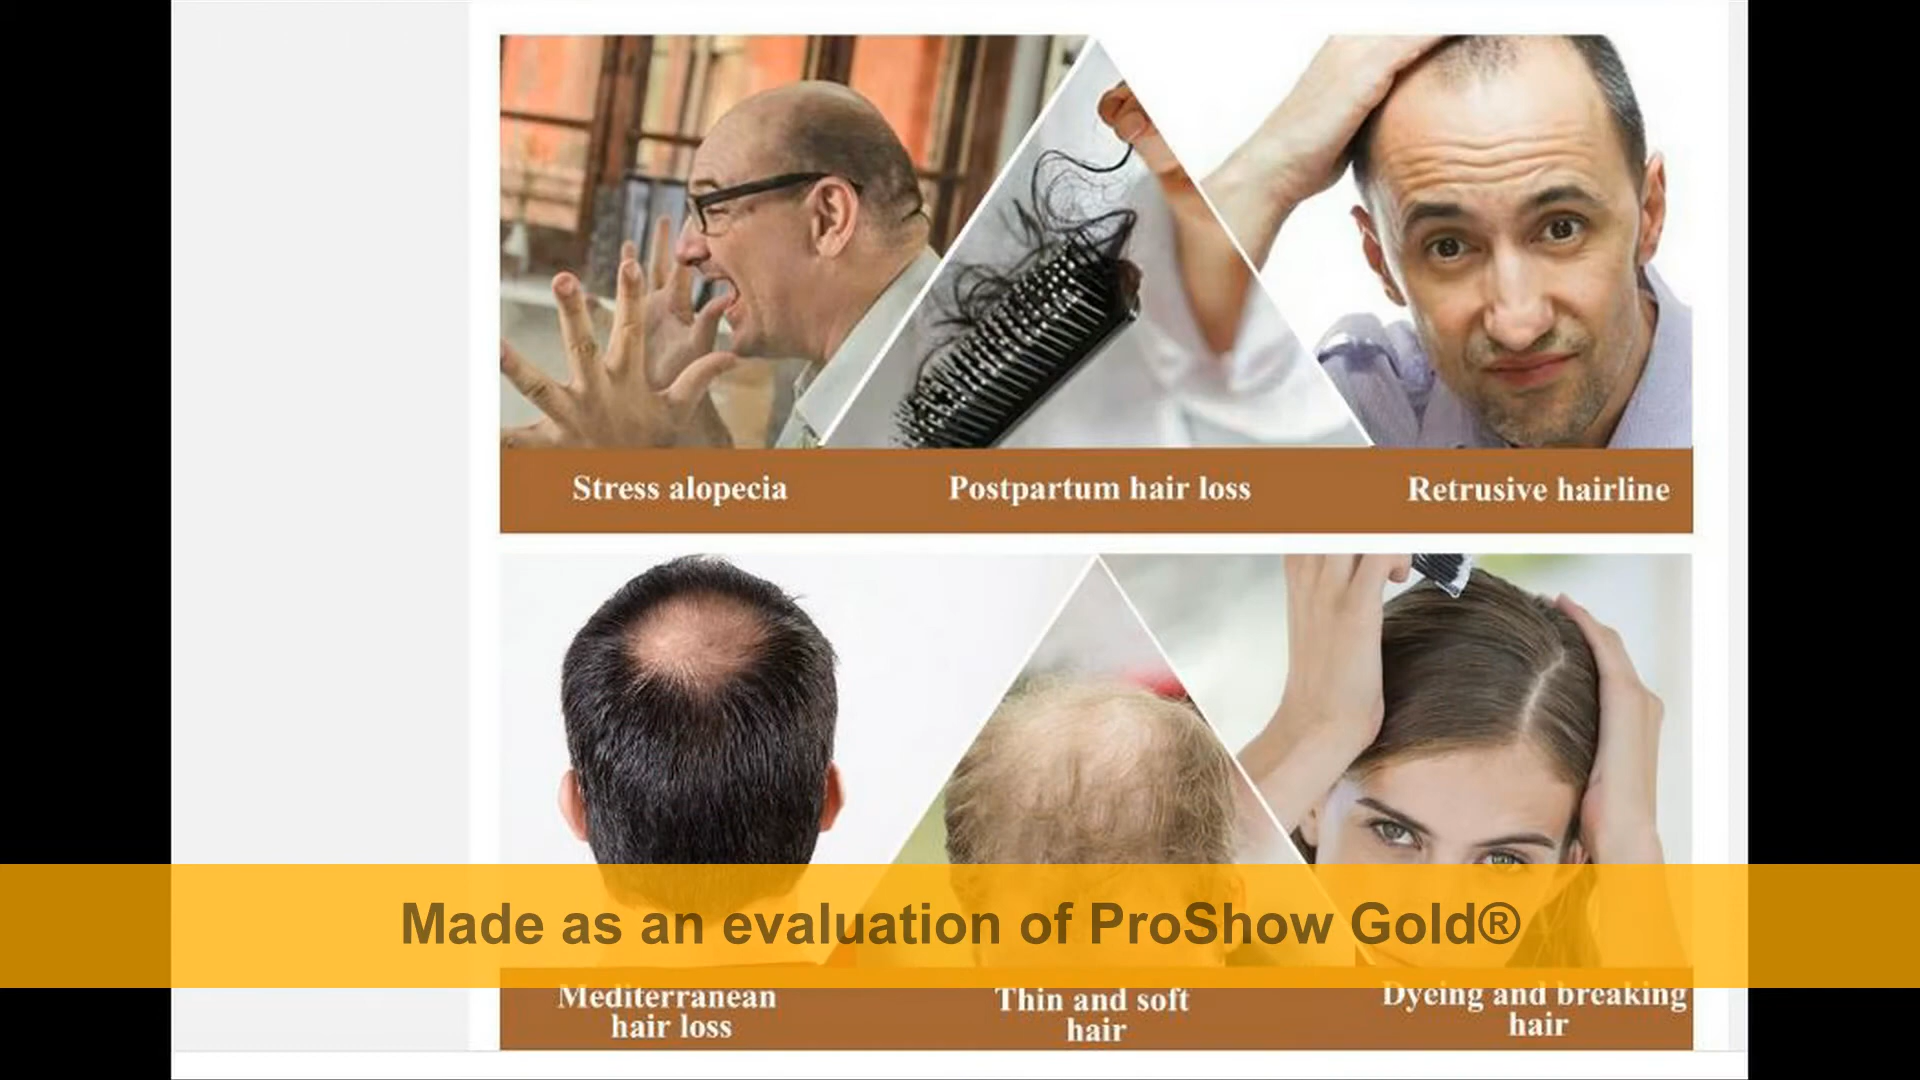 Stress alopecia
Postpartum hair loss
Retrusive hairline
Made as an evaluation of ProShow Gold®
Mediterranean
hair loss
Thin and soft
hair
Dyeing and breaking
hair